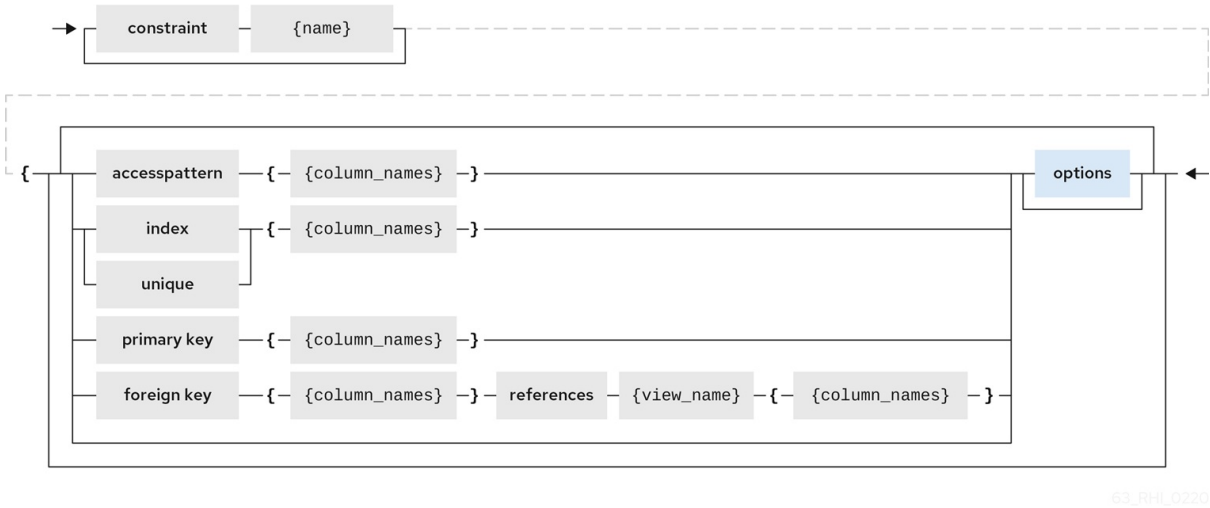 constraint {name}
{ accesspattern { {column_names} } options
index { {column_names} }
unique
primary key { {column_names} }
foreign key { {column_names} } references {view_name} { {column_names} }
63_RHI_0220